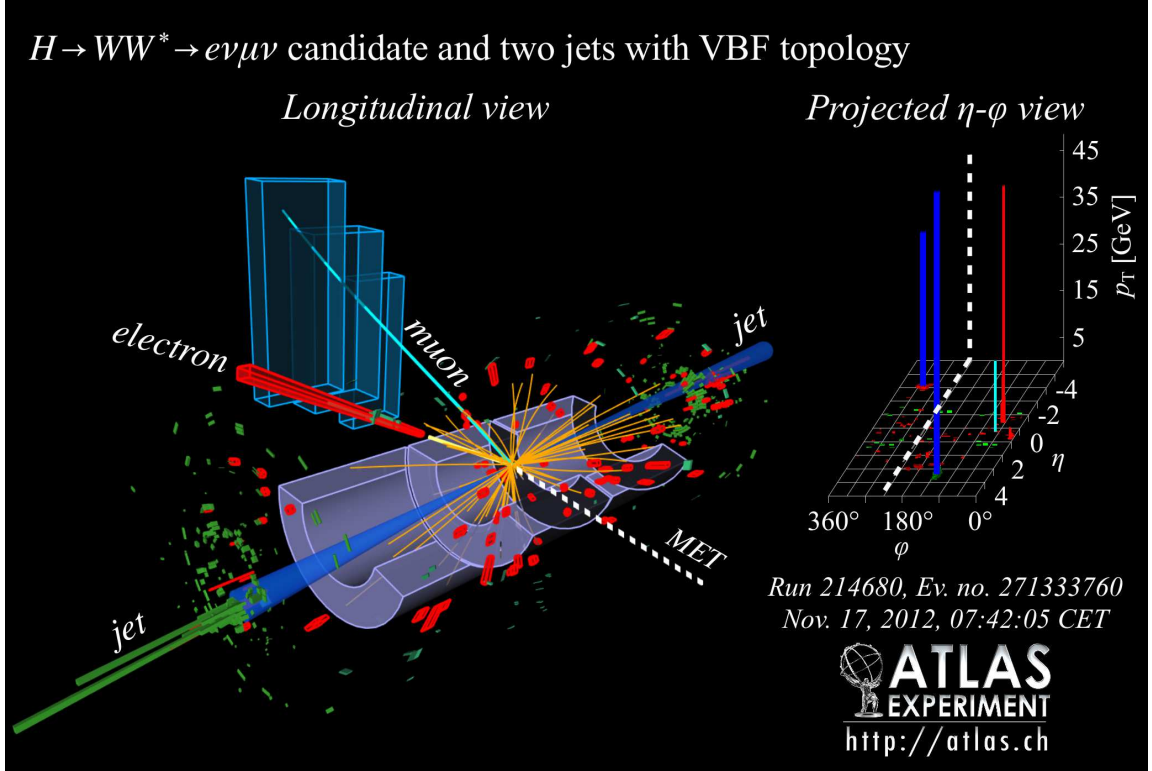 H→WW*→eνμν candidate and two jets with VBF topology
Longitudinal view
Projected η-φ view
electron
muon
jet
jet
MET
45
35
25
15
5
p_T [GeV]
-4
-2
0
2
4
η
360° 180° 0°
φ
Run 214680, Ev. no. 271333760
Nov. 17, 2012, 07:42:05 CET
ATLAS
EXPERIMENT
http://atlas.ch